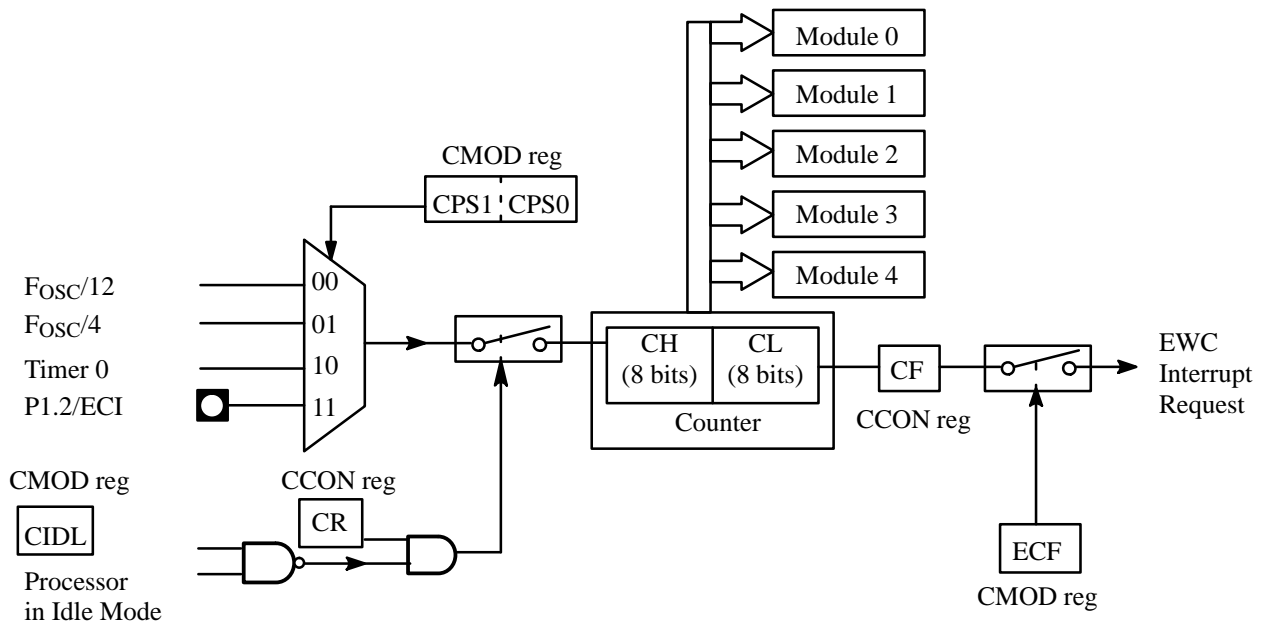 Module 0
Module 1
Module 2
Module 3
Module 4
CMOD reg
CPS1 CPS0
FOSC/12
FOSC/4
Timer 0
P1.2/ECI
00
01
10
11
CH
(8 bits)
CL
(8 bits)
Counter
CF
CCON reg
EWC
Interrupt
Request
CMOD reg
CIDL
Processor
in Idle Mode
CCON reg
CR
ECF
CMOD reg